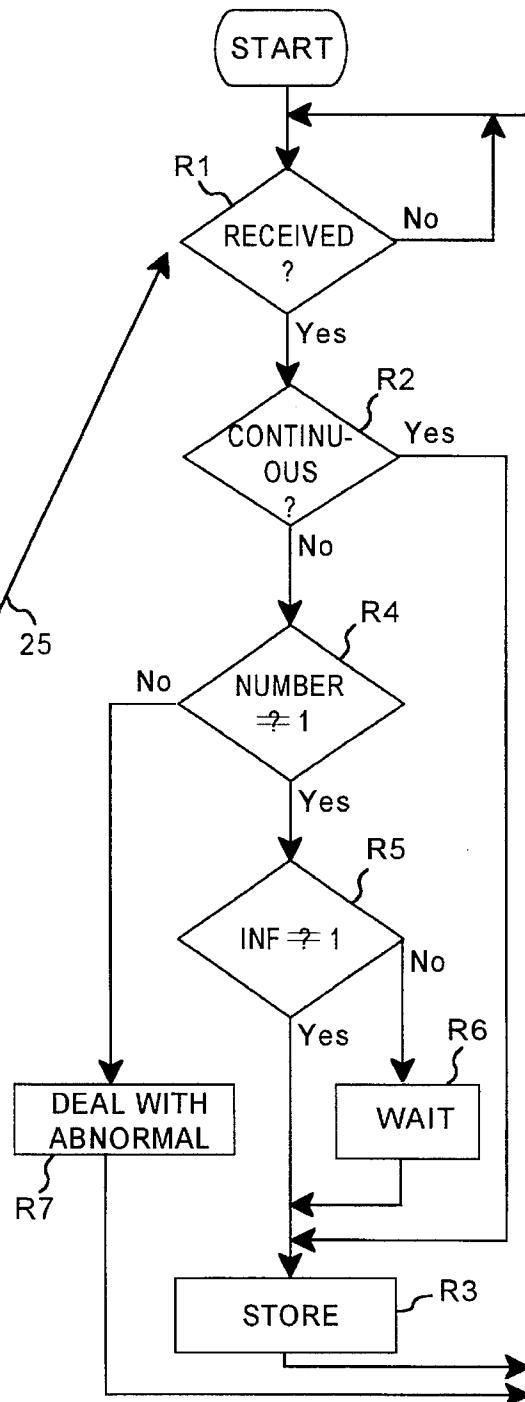 START
R1
RECEIVED
?
No
Yes
R2
CONTINU-
OUS
?
Yes
No
25
R4
No
NUMBER
=?= 1
Yes
R5
INF =?= 1
No
Yes
R6
DEAL WITH
ABNORMAL
WAIT
R7
STORE
R3